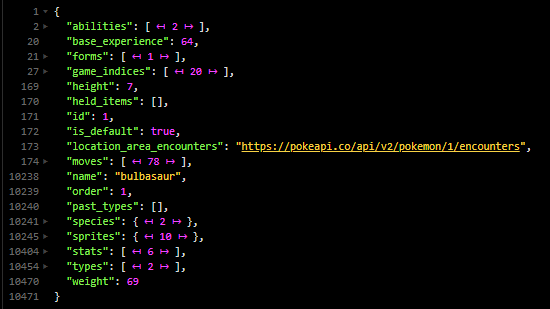 1 {
2 "abilities": [ ↤ 2 ↦ ],
20 "base_experience": 64,
21 "forms": [ ↤ 1 ↦ ],
27 "game_indices": [ ↤ 20 ↦ ],
169 "height": 7,
170 "held_items": [],
171 "id": 1,
172 "is_default": true,
173 "location_area_encounters": "https://pokeapi.co/api/v2/pokemon/1/encounters",
174 "moves": [ ↤ 78 ↦ ],
10238 "name": "bulbasaur",
10239 "order": 1,
10240 "past_types": [],
10241 "species": { ↤ 2 ↦ },
10245 "sprites": { ↤ 10 ↦ },
10404 "stats": [ ↤ 6 ↦ ],
10454 "types": [ ↤ 2 ↦ ],
10470 "weight": 69
10471 }